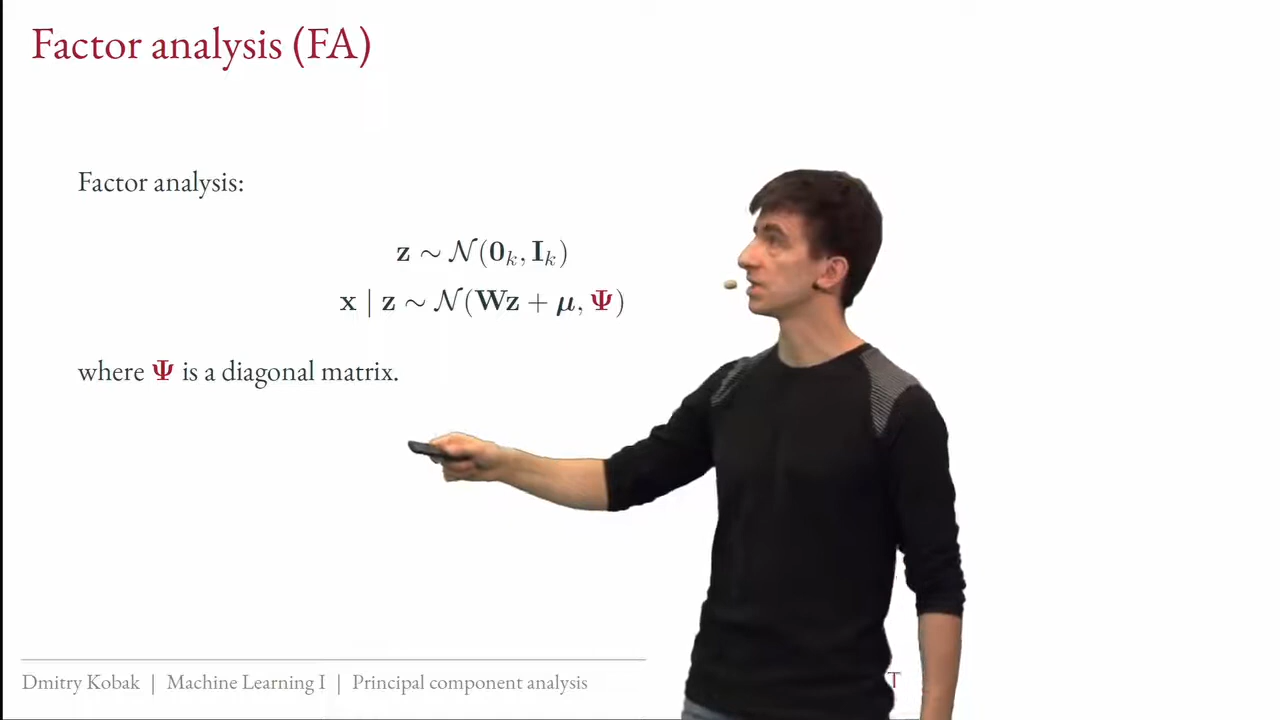 Factor analysis (FA)
Factor analysis:
z ∼ 𝒩(0ₖ, Iₖ)
x | z ∼ 𝒩(Wz + μ, Ψ)
where Ψ is a diagonal matrix.
Dmitry Kobak | Machine Learning I | Principal component analysis
T